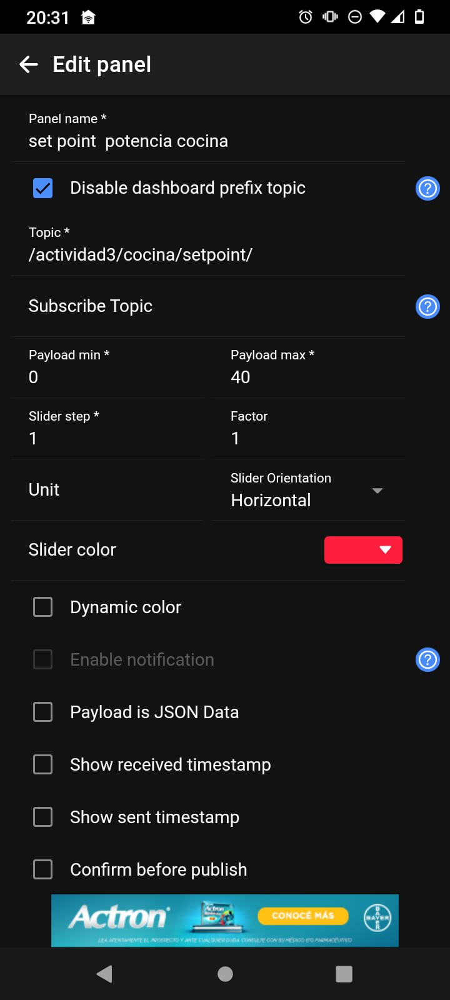 20:31
Edit panel
Panel name *
set point  potencia cocina
Disable dashboard prefix topic
Topic *
/actividad3/cocina/setpoint/
Subscribe Topic
Payload min *
Payload max *
0
40
Slider step *
Factor
1
1
Unit
Slider Orientation
Horizontal
Slider color
Dynamic color
Enable notification
Payload is JSON Data
Show received timestamp
Show sent timestamp
Confirm before publish
Actron
Actron
CONOCÉ MÁS
BAYER
LEA ATENTAMENTE EL PROSPECTO Y ANTE CUALQUIER DUDA CONSULTE CON SU MÉDICO Y/O FARMACÉUTICO